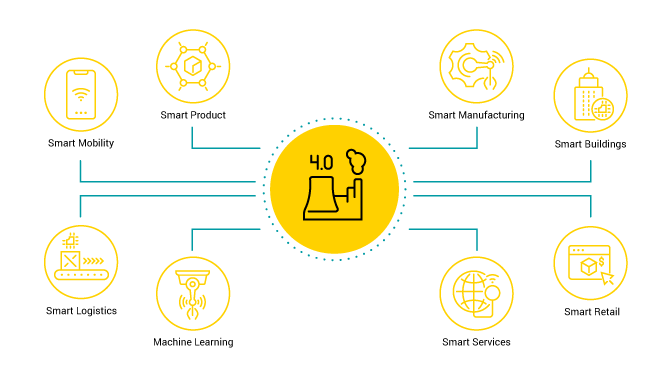 Smart Product
Smart Manufacturing
Smart Mobility
Smart Buildings
4.0
$
Smart Logistics
Smart Retail
Machine Learning
Smart Services